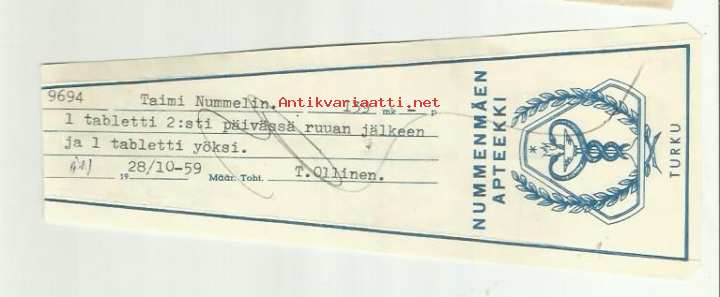 9694 Taimi Nummelin. mk - p
1 tabletti 2:sti päivässä ruuan jälkeen
ja 1 tabletti yöksi.
28/10-59 T.Ollinen.
19 Määr. Toht.
NUMMENMÄEN
APTEEKKI
TURKU
Antikvariaatti.net